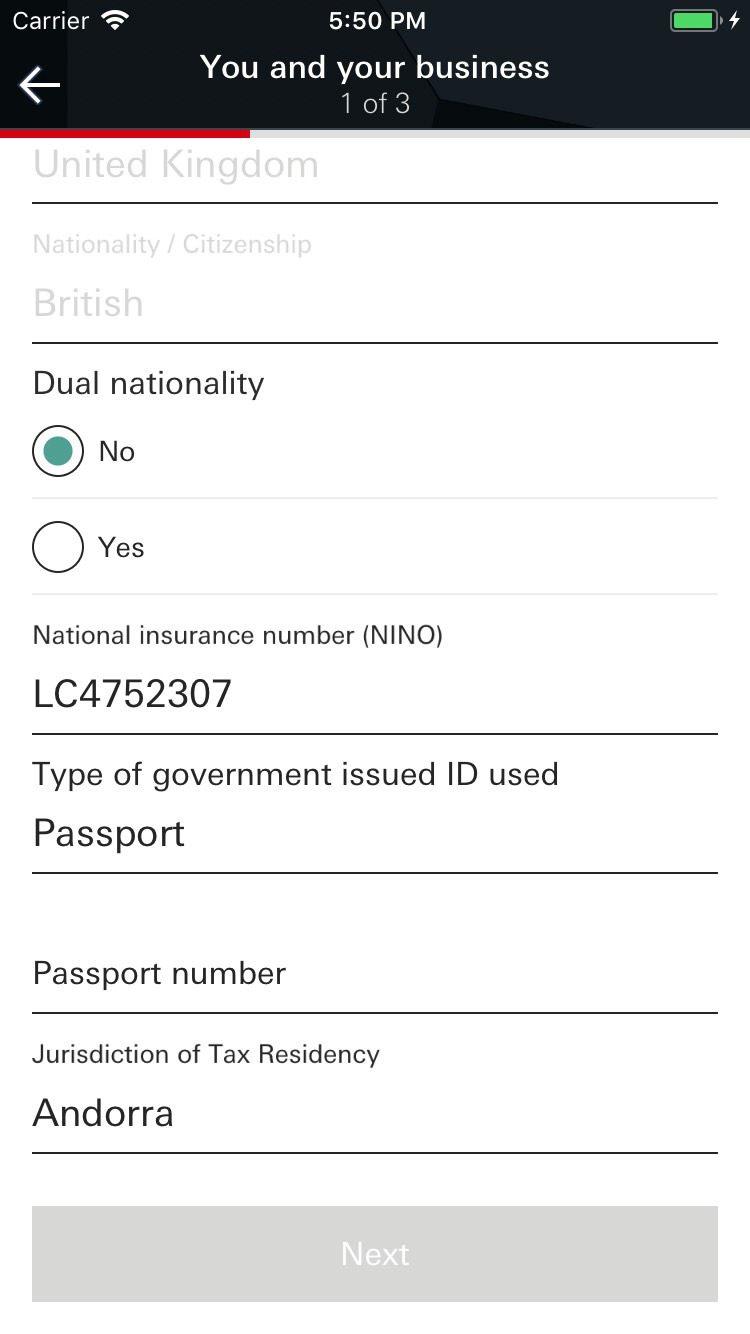 Carrier 5:50 PM
You and your business
1 of 3
United Kingdom
Nationality / Citizenship
British
Dual nationality
No
Yes
National insurance number (NINO)
LC4752307
Type of government issued ID used
Passport
Passport number
Jurisdiction of Tax Residency
Andorra
Next